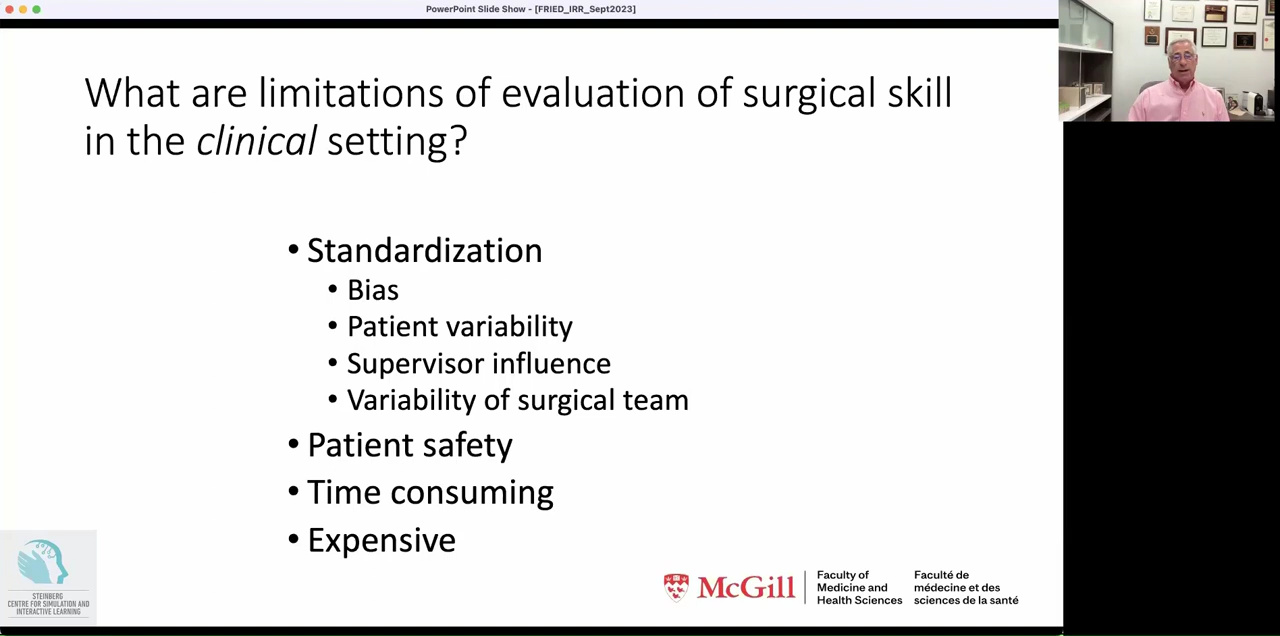 PowerPoint Slide Show - [FRIED_IRR_Sept2023]
What are limitations of evaluation of surgical skill
in the clinical setting?
• Standardization
• Bias
• Patient variability
• Supervisor influence
• Variability of surgical team
• Patient safety
• Time consuming
• Expensive
STEINBERG
CENTRE FOR SIMULATION AND
INTERACTIVE LEARNING
McGill
Faculty of
Medicine and
Health Sciences
Faculté de
médecine et des
sciences de la santé